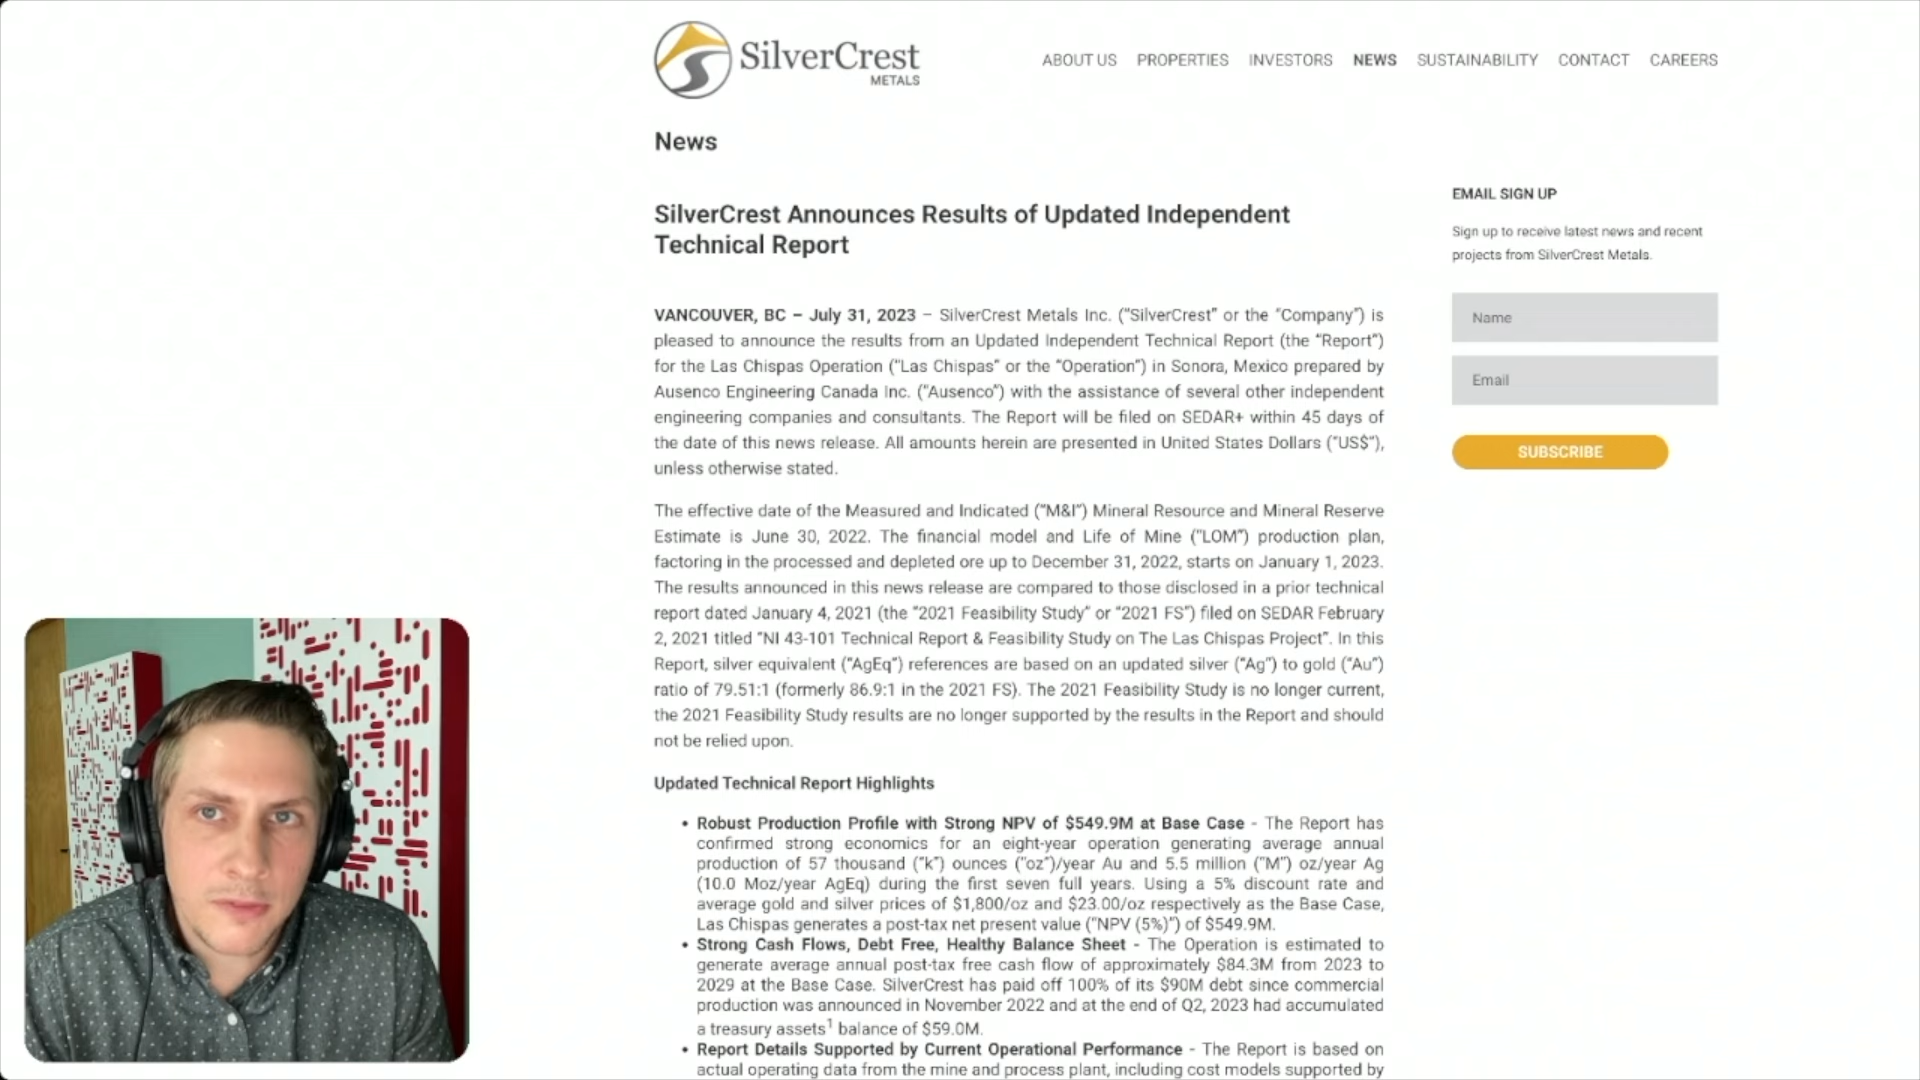 SilverCrest
METALS
ABOUT US PROPERTIES INVESTORS NEWS SUSTAINABILITY CONTACT CAREERS
News
SilverCrest Announces Results of Updated Independent
Technical Report
VANCOUVER, BC – July 31, 2023 – SilverCrest Metals Inc. (“SilverCrest” or the “Company”) is
pleased to announce the results from an Updated Independent Technical Report (the “Report”)
for the Las Chispas Operation (“Las Chispas” or the “Operation”) in Sonora, Mexico prepared by
Ausenco Engineering Canada Inc. (“Ausenco”) with the assistance of several other independent
engineering companies and consultants. The Report will be filed on SEDAR+ within 45 days of
the date of this news release. All amounts herein are presented in United States Dollars (“US$”),
unless otherwise stated.
The effective date of the Measured and Indicated (“M&I”) Mineral Resource and Mineral Reserve
Estimate is June 30, 2022. The financial model and Life of Mine (“LOM”) production plan,
factoring in the processed and depleted ore up to December 31, 2022, starts on January 1, 2023.
The results announced in this news release are compared to those disclosed in a prior technical
report dated January 4, 2021 (the “2021 Feasibility Study” or “2021 FS”) filed on SEDAR February
2, 2021 titled “NI 43-101 Technical Report & Feasibility Study on The Las Chispas Project”. In this
Report, silver equivalent (“AgEq”) references are based on an updated silver (“Ag”) to gold (“Au”)
ratio of 79.51:1 (formerly 86.9:1 in the 2021 FS). The 2021 Feasibility Study is no longer current,
the 2021 Feasibility Study results are no longer supported by the results in the Report and should
not be relied upon.
Updated Technical Report Highlights
• Robust Production Profile with Strong NPV of $549.9M at Base Case - The Report has
confirmed strong economics for an eight-year operation generating average annual
production of 57 thousand (“k”) ounces (“oz”)/year Au and 5.5 million (“M”) oz/year Ag
(10.0 Moz/year AgEq) during the first seven full years. Using a 5% discount rate and
average gold and silver prices of $1,800/oz and $23.00/oz respectively as the Base Case,
Las Chispas generates a post-tax net present value (“NPV (5%)”) of $549.9M.
• Strong Cash Flows, Debt Free, Healthy Balance Sheet - The Operation is estimated to
generate average annual post-tax free cash flow of approximately $84.3M from 2023 to
2029 at the Base Case. SilverCrest has paid off 100% of its $90M debt since commercial
production was announced in November 2022 and at the end of Q2, 2023 had accumulated
a treasury assets¹ balance of $59.0M.
• Report Details Supported by Current Operational Performance - The Report is based on
actual operating data from the mine and process plant, including cost models supported by
EMAIL SIGN UP
Sign up to receive latest news and recent
projects from SilverCrest Metals.
Name
Email
SUBSCRIBE